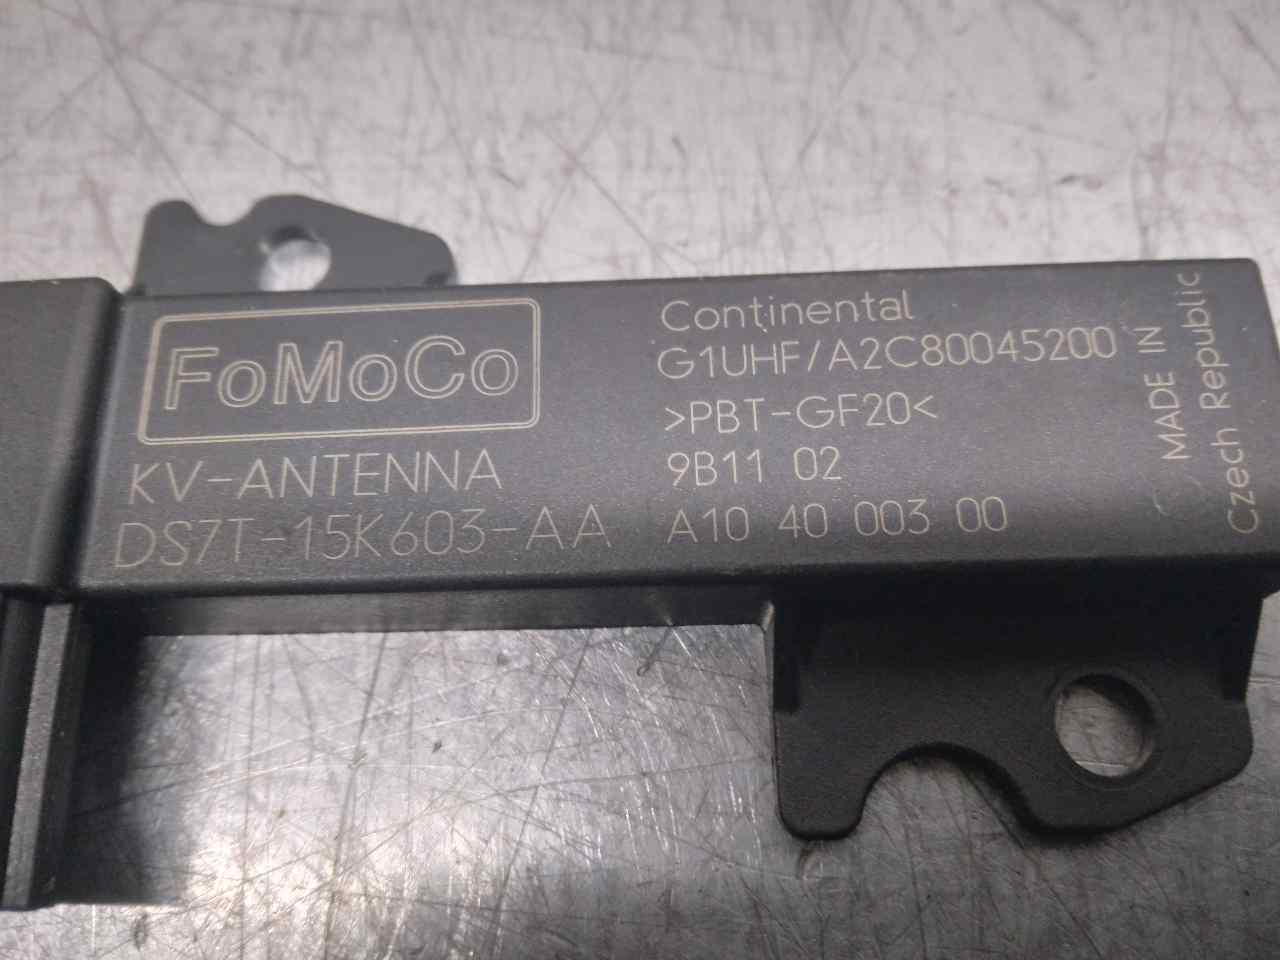 FoMoCo
KV-ANTENNA
DS7T-15K603-AA
Continental
G1UHF/A2C80045200
>PBT-GF20<
9B11 02
A10 40 003 00
MADE IN
Czech Republic